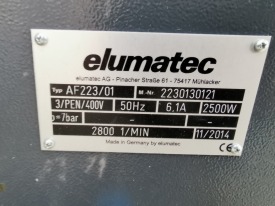 elumatec
elumatec AG - Pinacher Straße 61 - 75417 Mühlacker
Typ AF223/01 M.-Nr 2230130121
3/PEN/400V 50Hz 6,1A 2500W
p=7bar - - -
- 2800 1/MIN 11/2014
Made in Germany by elumatec
CE